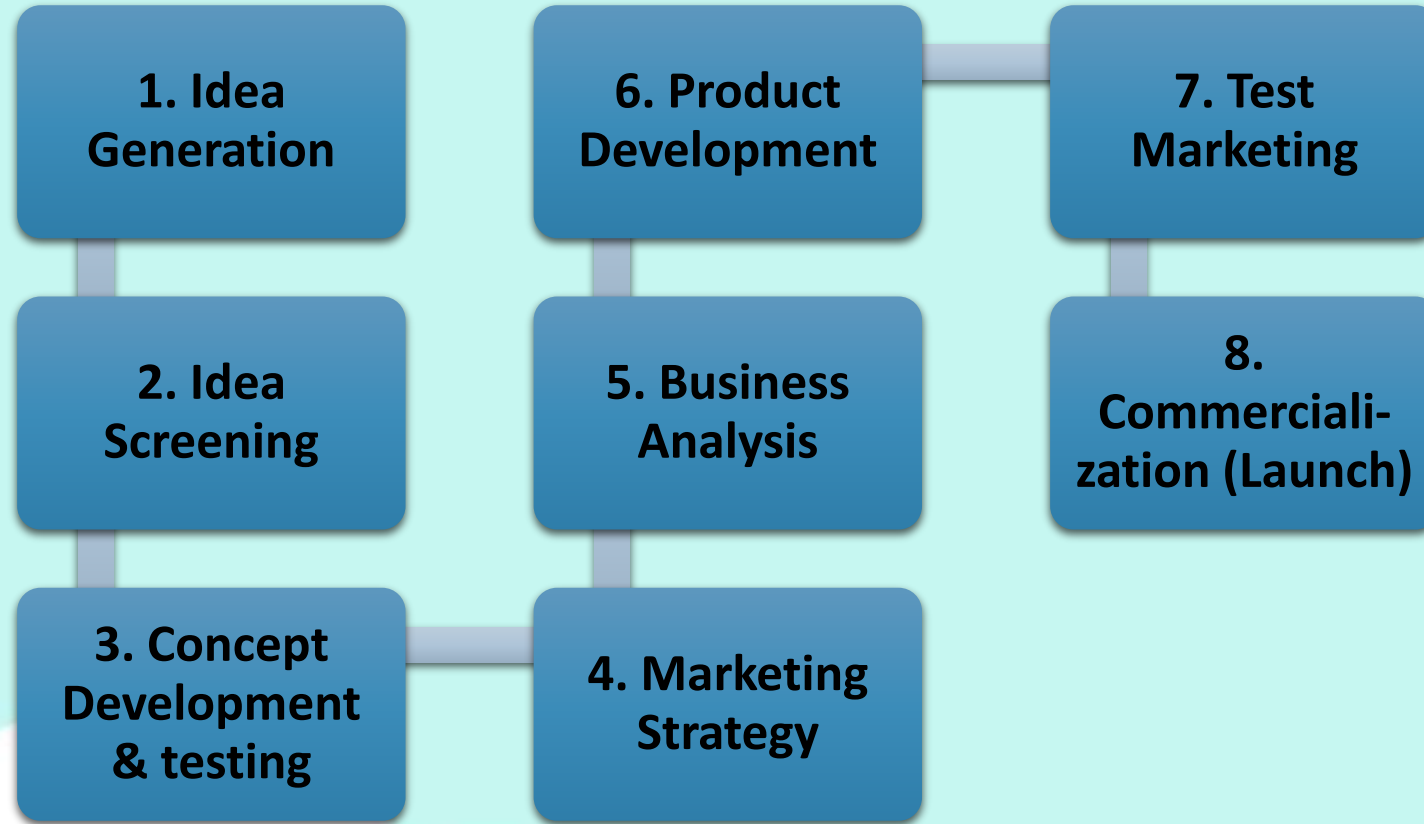 1. Idea
Generation
2. Idea
Screening
3. Concept
Development
& testing
4. Marketing
Strategy
5. Business
Analysis
6. Product
Development
7. Test
Marketing
8.
Commerciali-
zation (Launch)